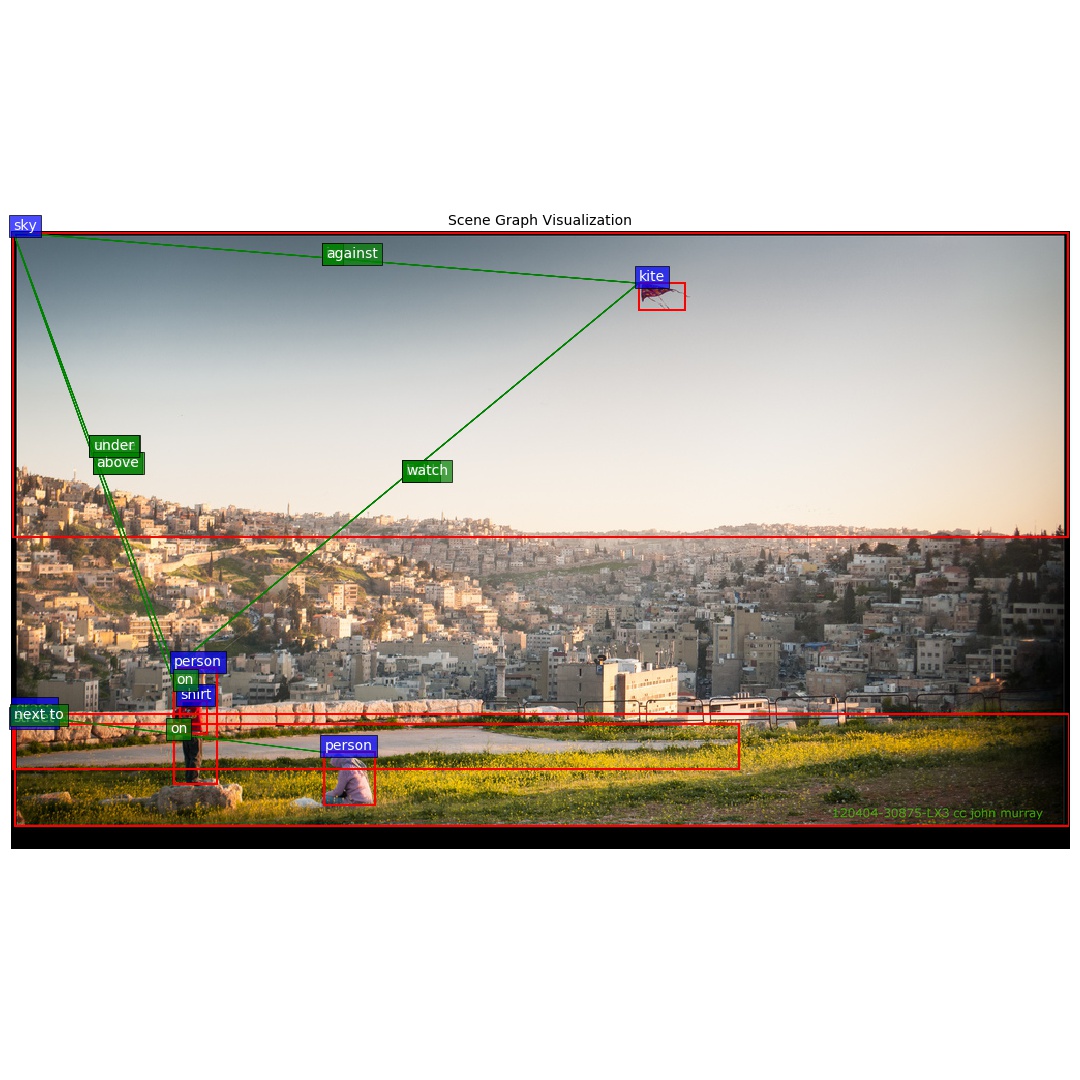 Scene Graph Visualization
sky
against
kite
under
above
watch
person
on
shirt
next to
on
person
120404-30875-LX3 cc john murray